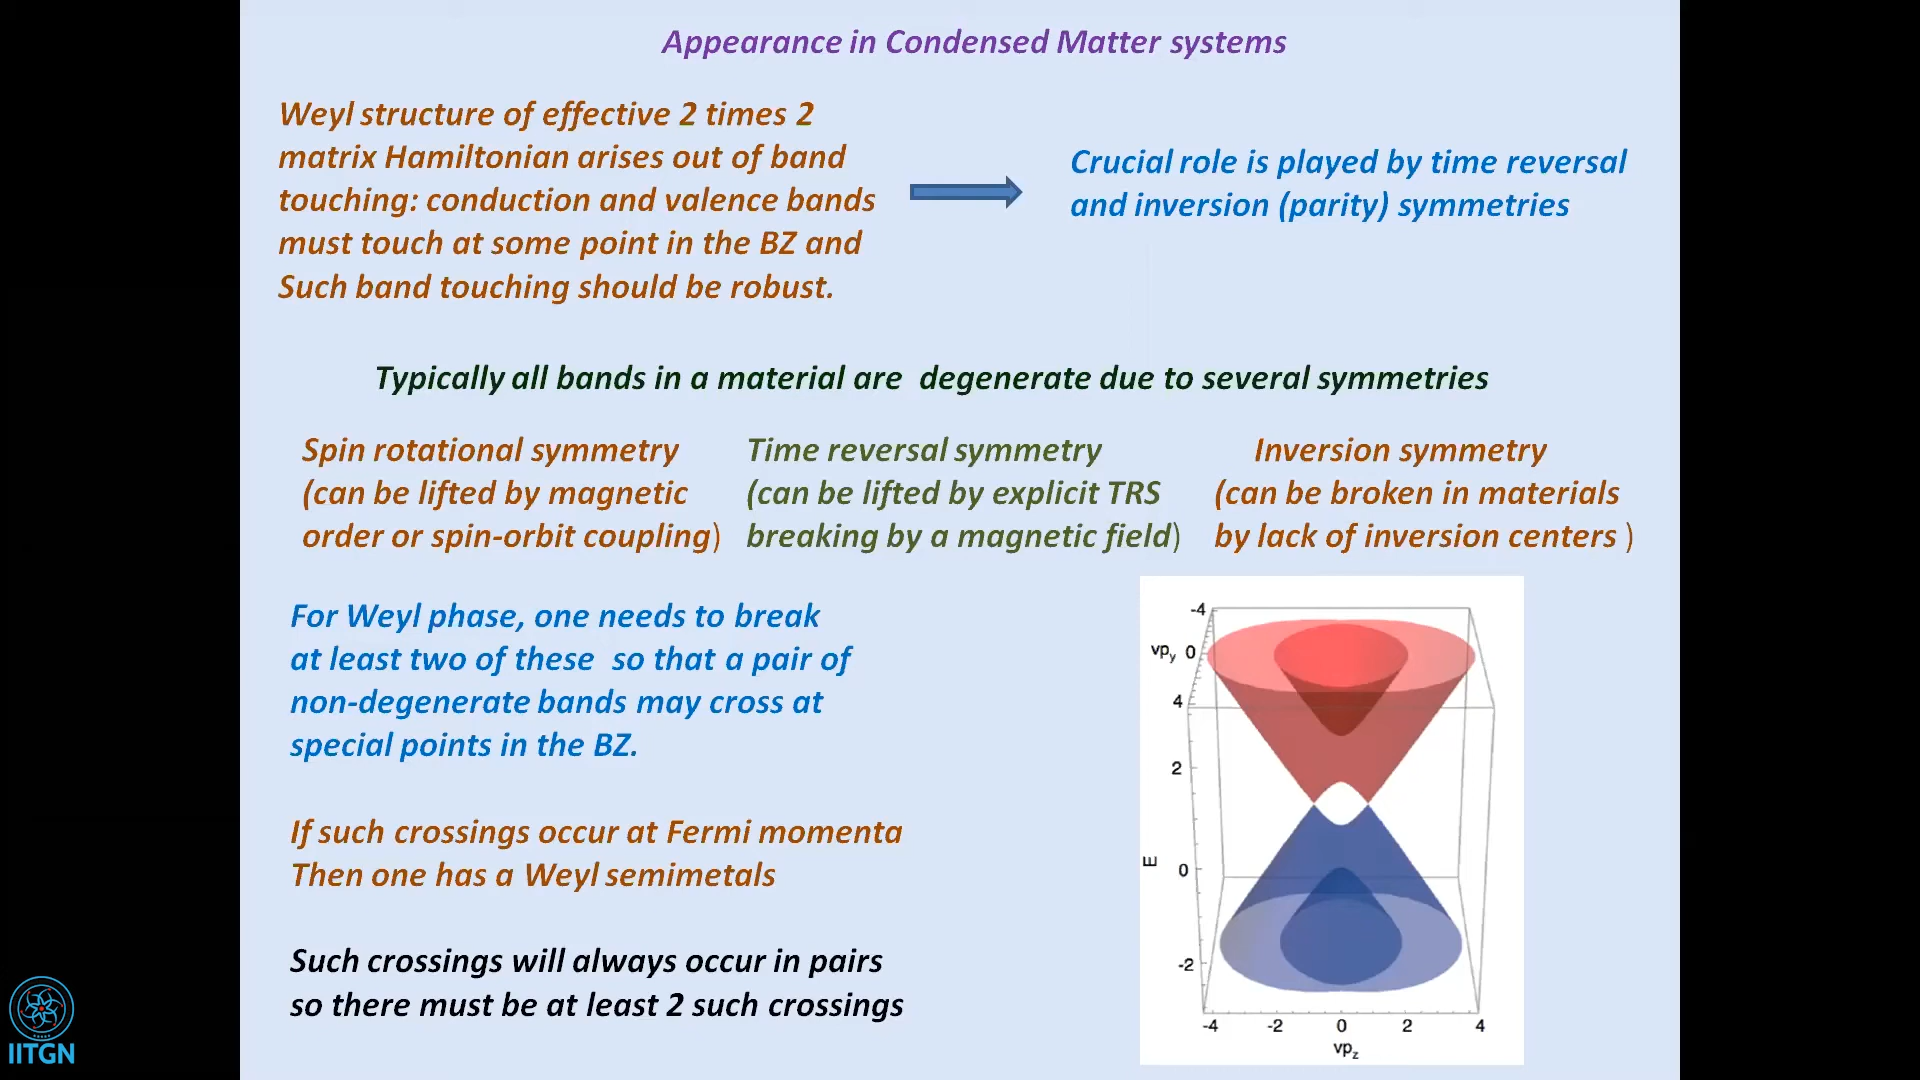 Appearance in Condensed Matter systems
Weyl structure of effective 2 times 2
matrix Hamiltonian arises out of band
touching: conduction and valence bands
must touch at some point in the BZ and
Such band touching should be robust.
Crucial role is played by time reversal
and inversion (parity) symmetries
Typically all bands in a material are degenerate due to several symmetries
Spin rotational symmetry
(can be lifted by magnetic
order or spin-orbit coupling)
Time reversal symmetry
(can be lifted by explicit TRS
breaking by a magnetic field)
Inversion symmetry
(can be broken in materials
by lack of inversion centers )
For Weyl phase, one needs to break
at least two of these so that a pair of
non-degenerate bands may cross at
special points in the BZ.
If such crossings occur at Fermi momenta
Then one has a Weyl semimetals
Such crossings will always occur in pairs
so there must be at least 2 such crossings
-4
vpy 0
4
2
E
0
-2
-4 -2 0 2 4
vpz
IITGN